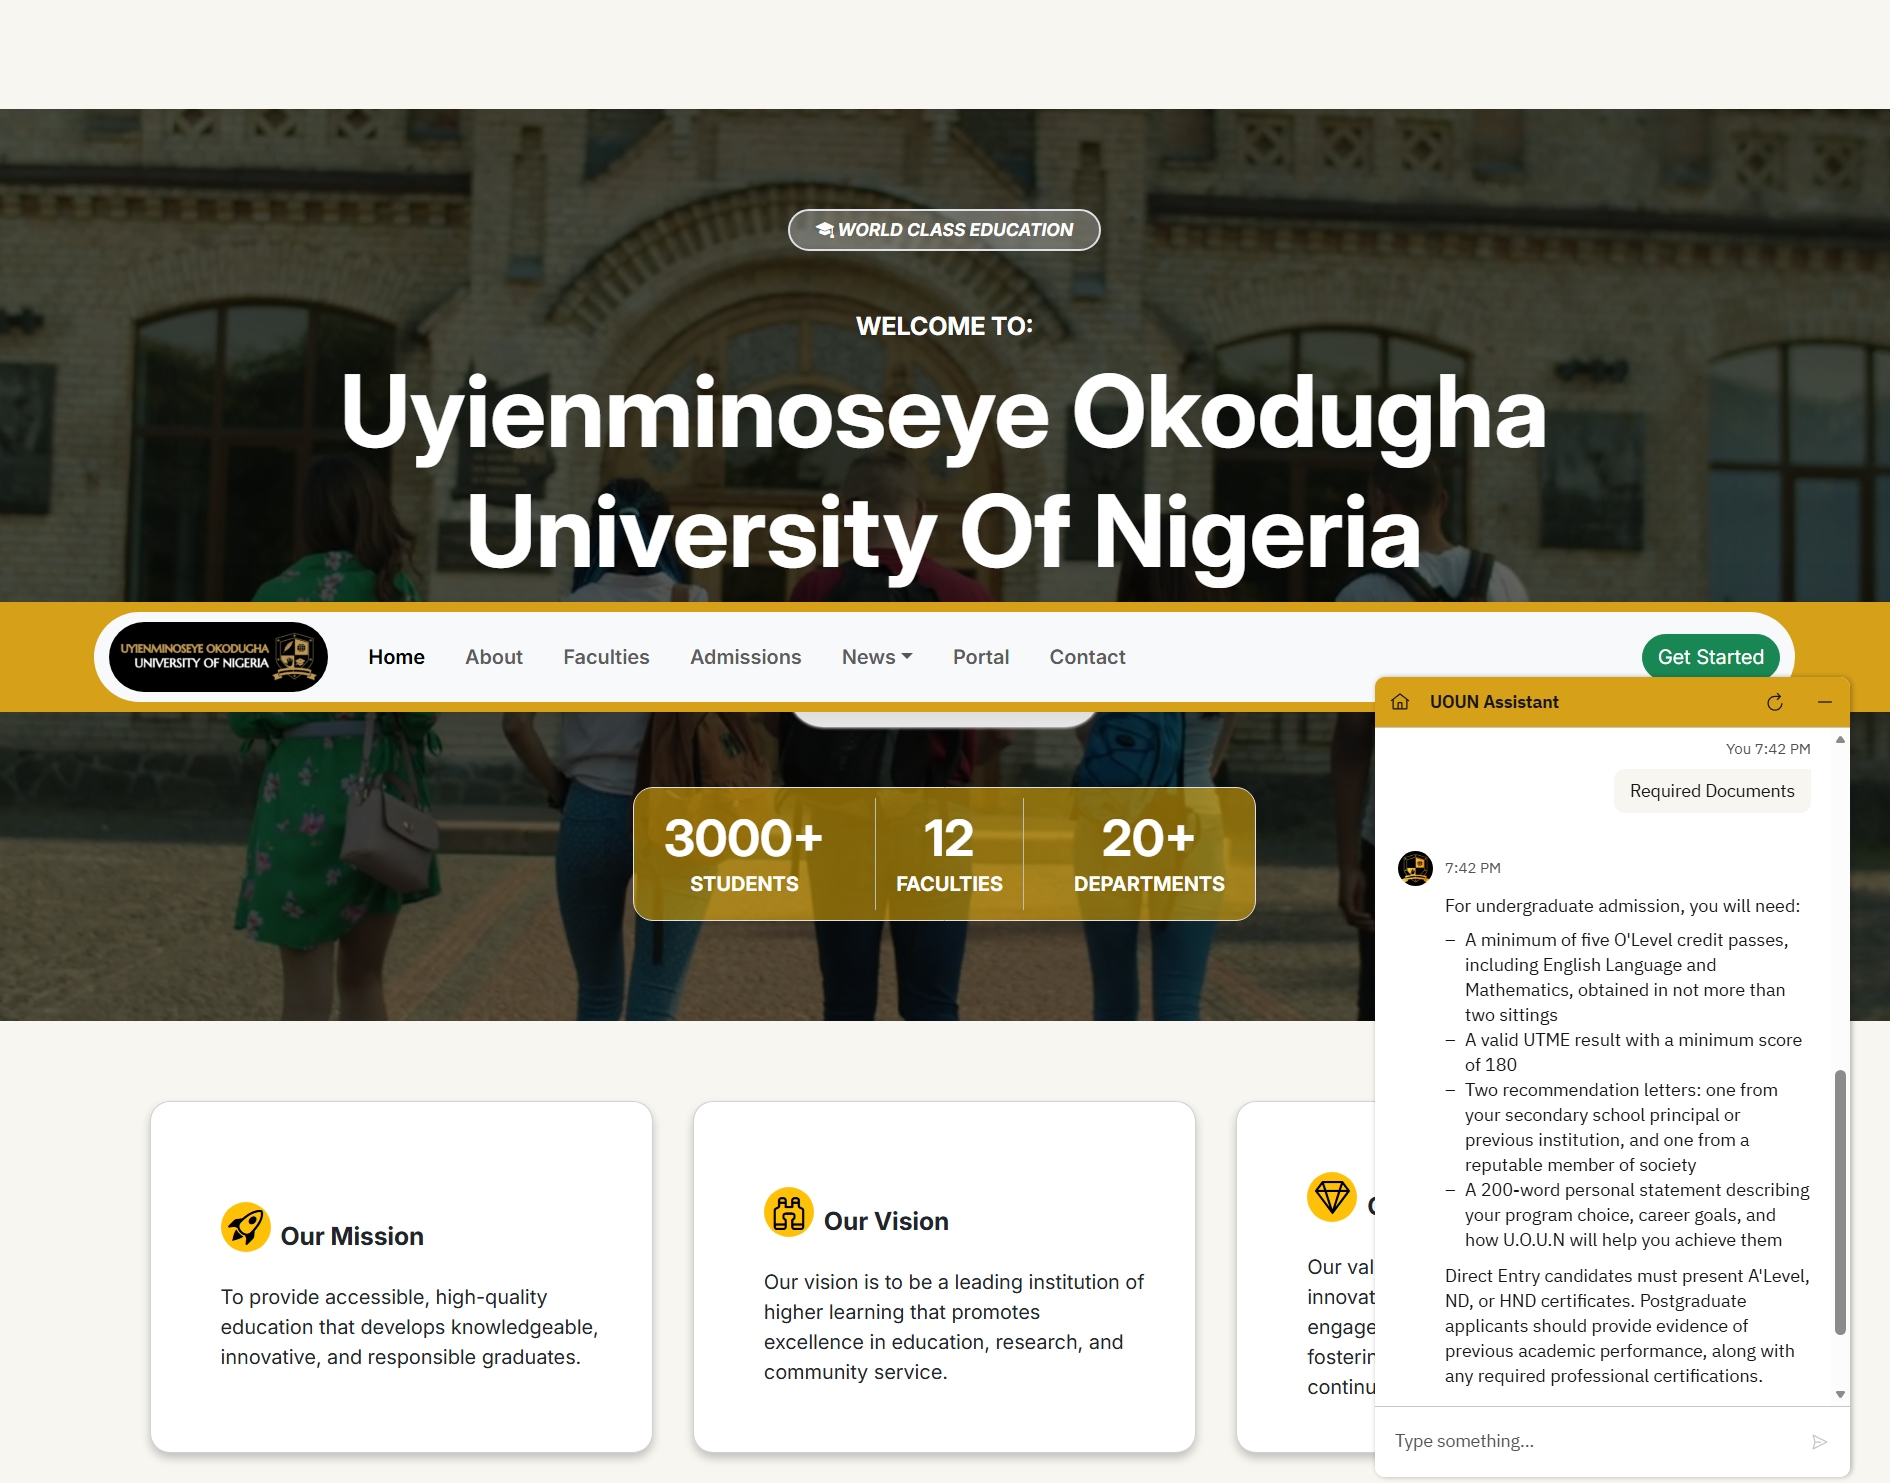 WORLD CLASS EDUCATION
WELCOME TO:
Uyienminoseye Okodugha
University Of Nigeria
UYIENMINOSEYE OKODUGHA
UNIVERSITY OF NIGERIA
Home
About
Faculties
Admissions
News
Portal
Contact
Get Started
3000+
STUDENTS
12
FACULTIES
20+
DEPARTMENTS
Our Mission
To provide accessible, high-quality
education that develops knowledgeable,
innovative, and responsible graduates.
Our Vision
Our vision is to be a leading institution of
higher learning that promotes
excellence in education, research, and
community service.
Our val
innovat
engage
fosterin
continu
UOUN Assistant
You 7:42 PM
Required Documents
7:42 PM
For undergraduate admission, you will need:
– A minimum of five O'Level credit passes,
including English Language and
Mathematics, obtained in not more than
two sittings
– A valid UTME result with a minimum score
of 180
– Two recommendation letters: one from
your secondary school principal or
previous institution, and one from a
reputable member of society
– A 200-word personal statement describing
your program choice, career goals, and
how U.O.U.N will help you achieve them
Direct Entry candidates must present A'Level,
ND, or HND certificates. Postgraduate
applicants should provide evidence of
previous academic performance, along with
any required professional certifications.
Type something...